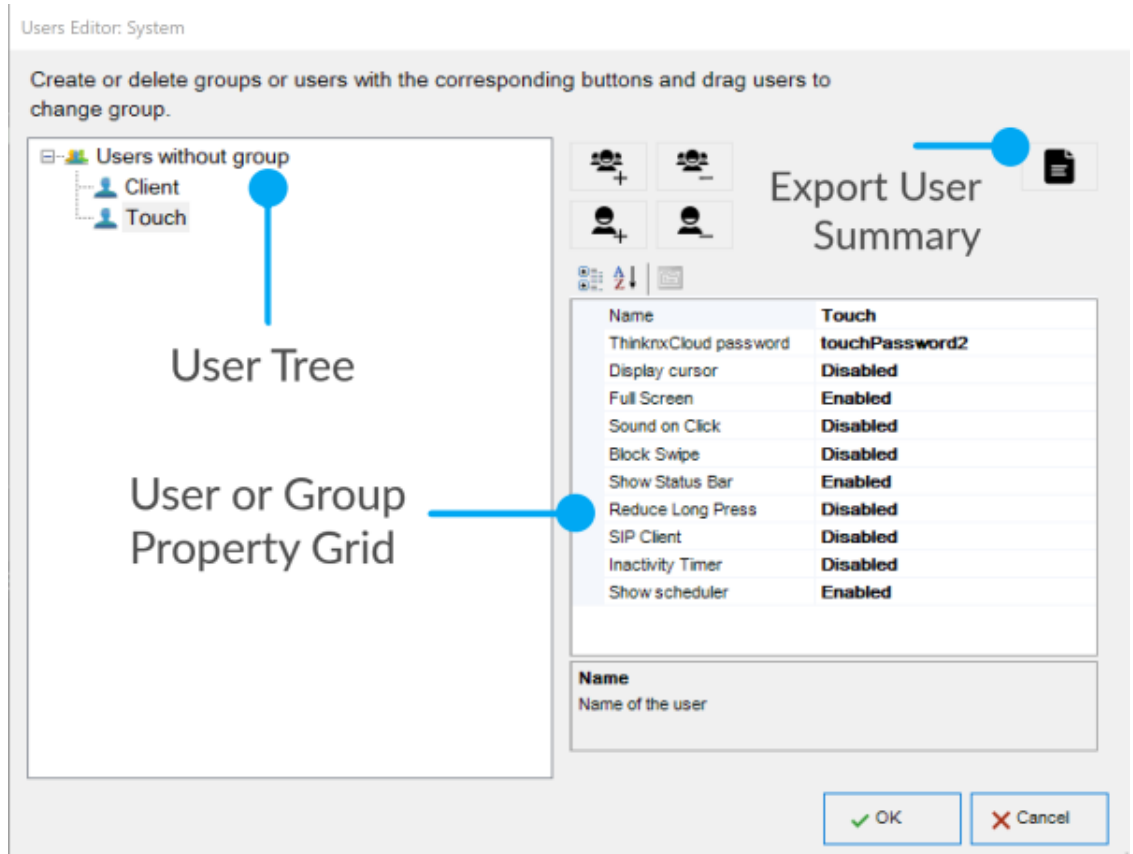 Users Editor: System
Create or delete groups or users with the corresponding buttons and drag users to
change group.
Users without group
Client
Touch
User Tree
User or Group
Property Grid
Export User
Summary
Name Touch
ThinknxCloud password touchPassword2
Display cursor Disabled
Full Screen Enabled
Sound on Click Disabled
Block Swipe Disabled
Show Status Bar Enabled
Reduce Long Press Disabled
SIP Client Disabled
Inactivity Timer Disabled
Show scheduler Enabled
Name
Name of the user
OK
Cancel